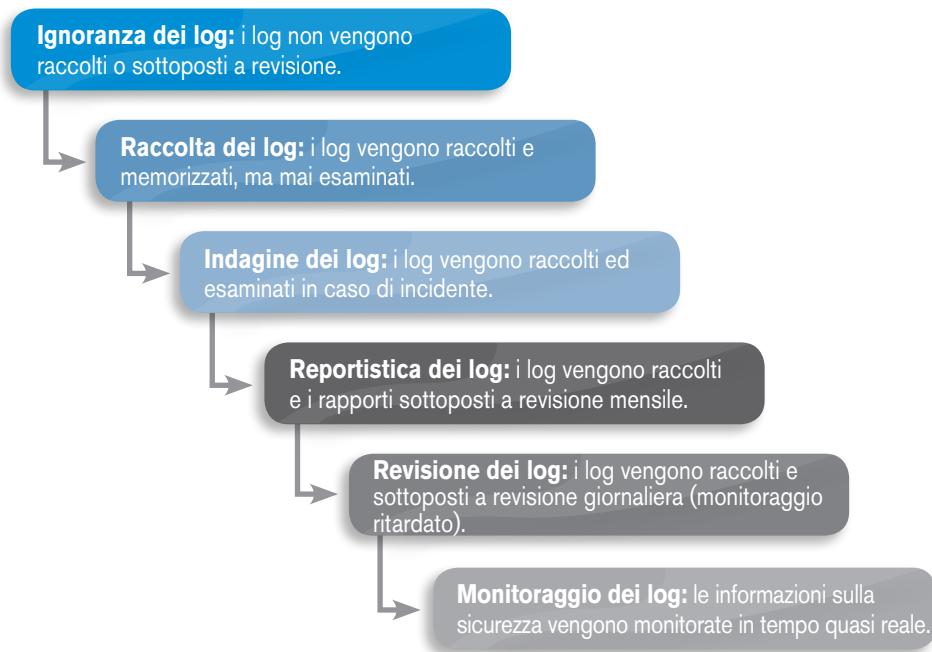 Ignoranza dei log: i log non vengono
raccolti o sottoposti a revisione.
Raccolta dei log: i log vengono raccolti e
memorizzati, ma mai esaminati.
Indagine dei log: i log vengono raccolti ed
esaminati in caso di incidente.
Reportistica dei log: i log vengono raccolti
e i rapporti sottoposti a revisione mensile.
Revisione dei log: i log vengono raccolti e
sottoposti a revisione giornaliera (monitoraggio
ritardato).
Monitoraggio dei log: le informazioni sulla
sicurezza vengono monitorate in tempo quasi reale.